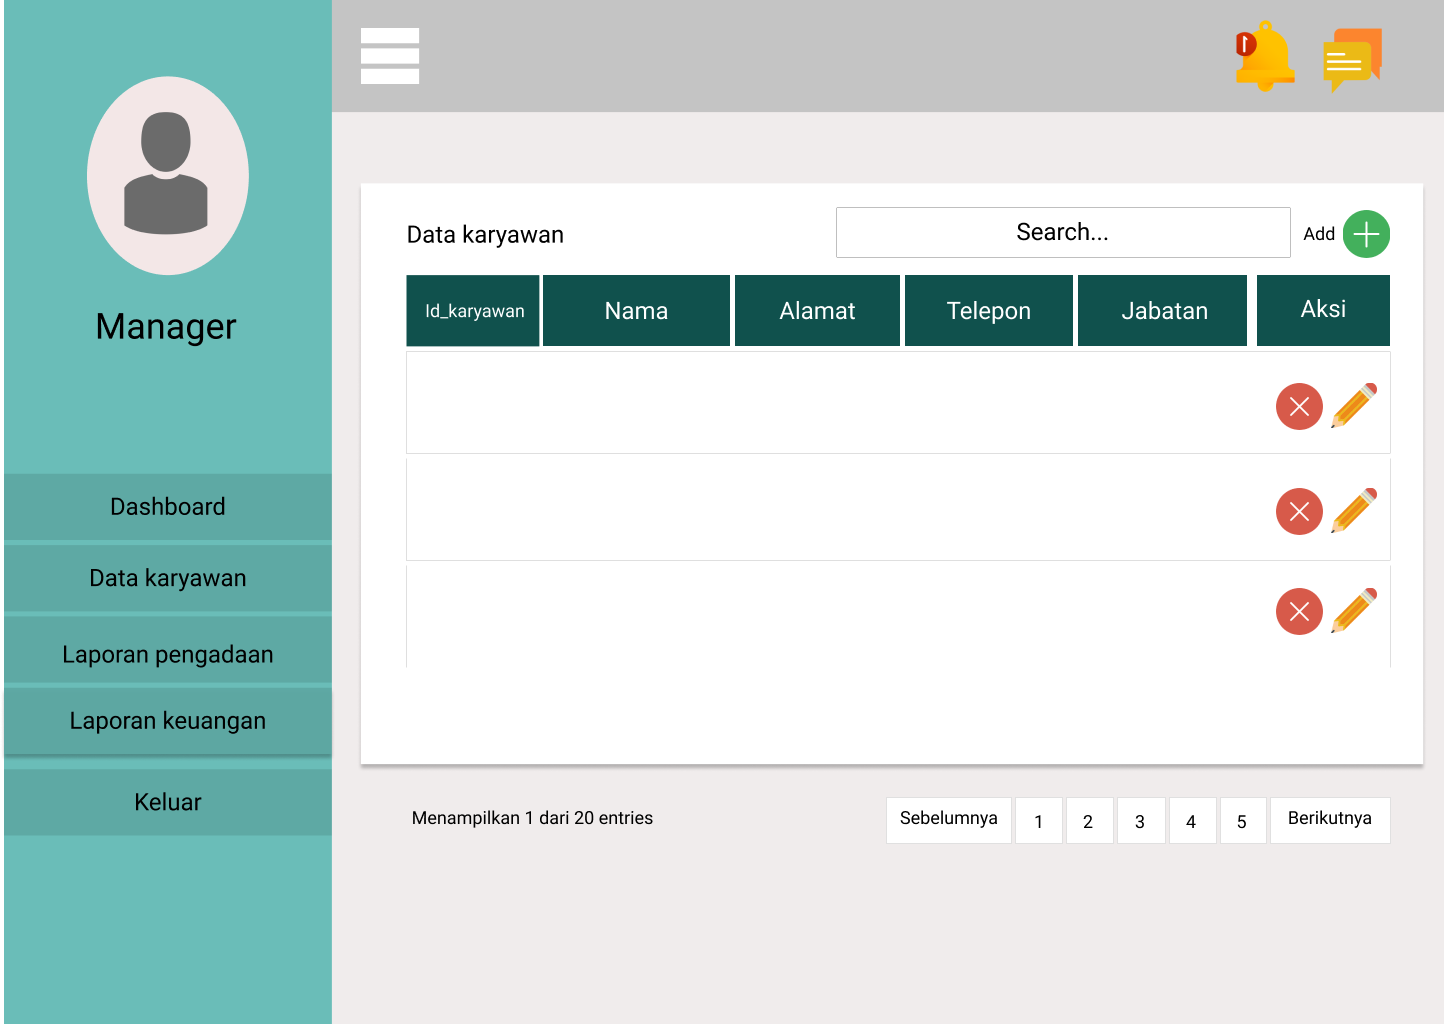 1
Manager
Dashboard
Data karyawan
Laporan pengadaan
Laporan keuangan
Keluar
Data karyawan
Search...
Add
Id_karyawan Nama Alamat Telepon Jabatan Aksi
Menampilkan 1 dari 20 entries
Sebelumnya 1 2 3 4 5 Berikutnya